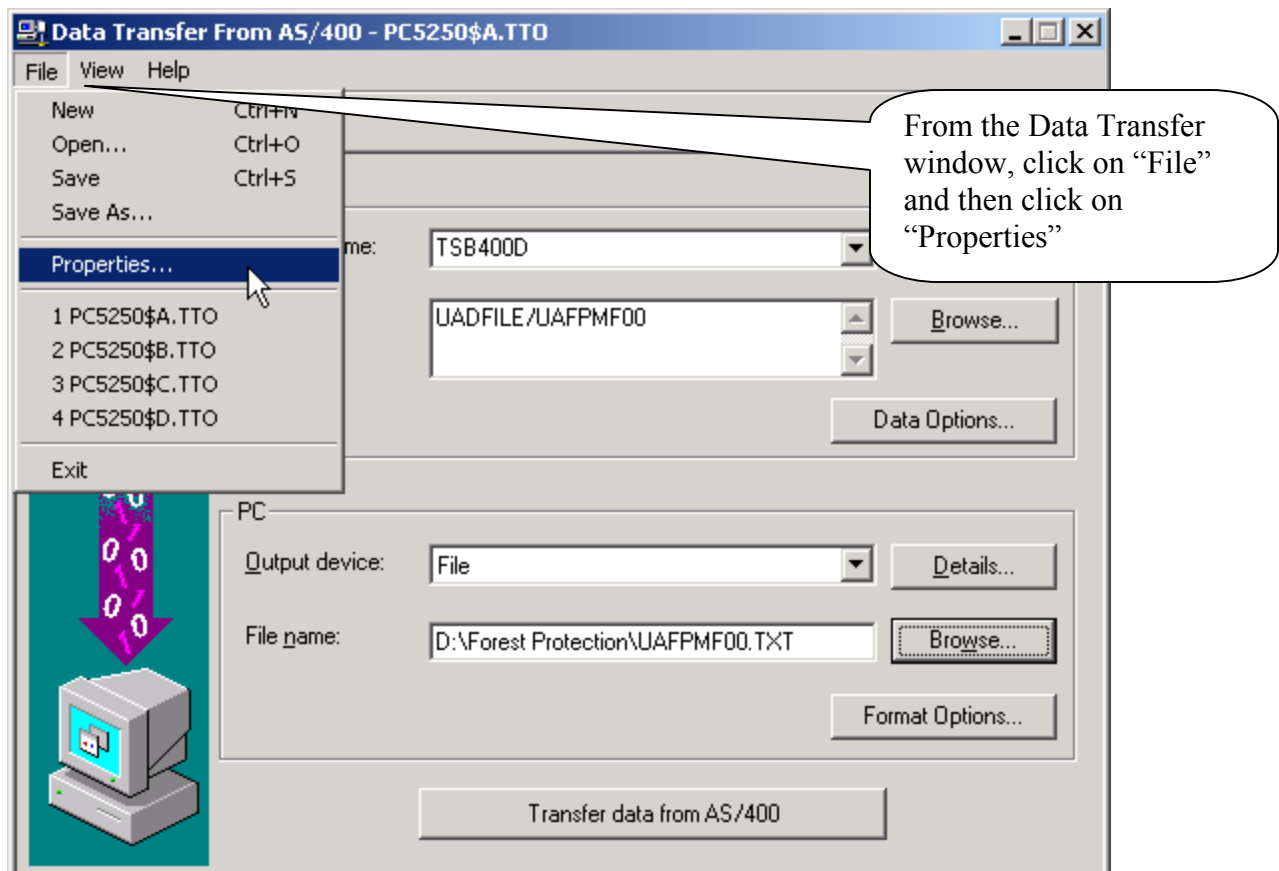 Data Transfer From AS/400 - PC5250$A.TTO
File View Help
New Ctrl+N
Open... Ctrl+O
Save Ctrl+S
Save As...
Properties...
1 PC5250$A.TTO
2 PC5250$B.TTO
3 PC5250$C.TTO
4 PC5250$D.TTO
Exit
From the Data Transfer
window, click on “File”
and then click on
“Properties”
me: TSB400D
UADFILE/UAFPMF00 Browse...
Data Options...
PC
Output device: File Details...
File name: D:\Forest Protection\UAFPMF00.TXT Browse...
Format Options...
Transfer data from AS/400